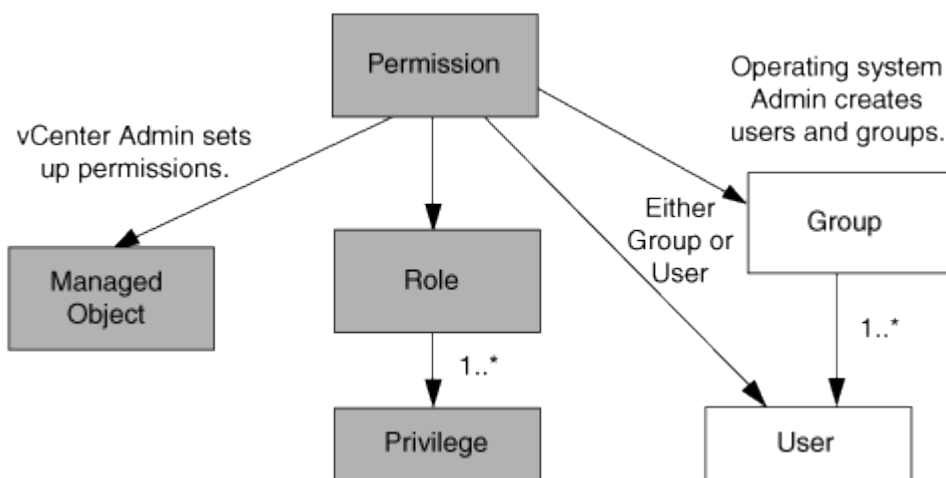 Permission
Operating system
Admin creates
users and groups.
vCenter Admin sets
up permissions.
Either
Group or
User
Group
Managed
Object
Role
1..*
1..*
Privilege
User